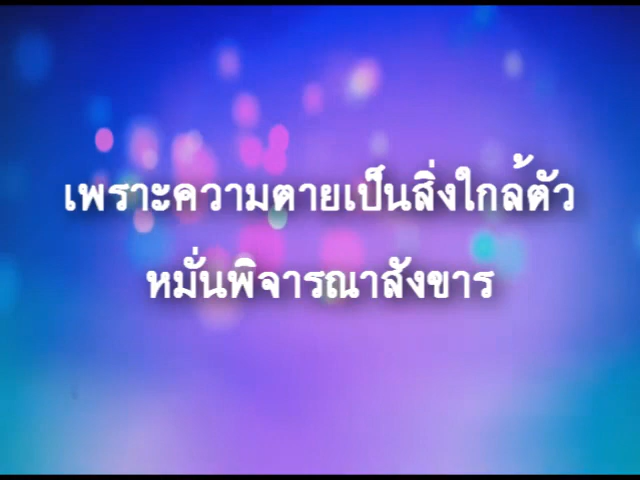 เพราะความตายเป็นสิ่งใกล้ตัว
หมั่นพิจารณาสังขาร